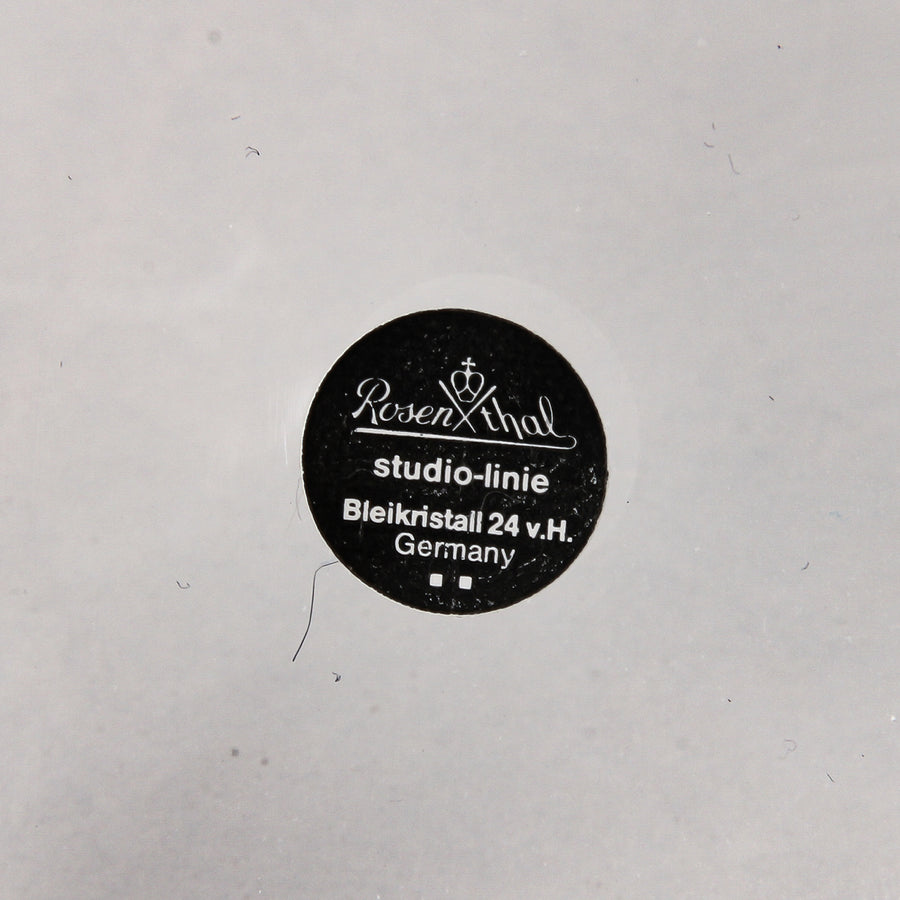 Rosenthal
studio-linie
Bleikristall 24 v.H.
Germany